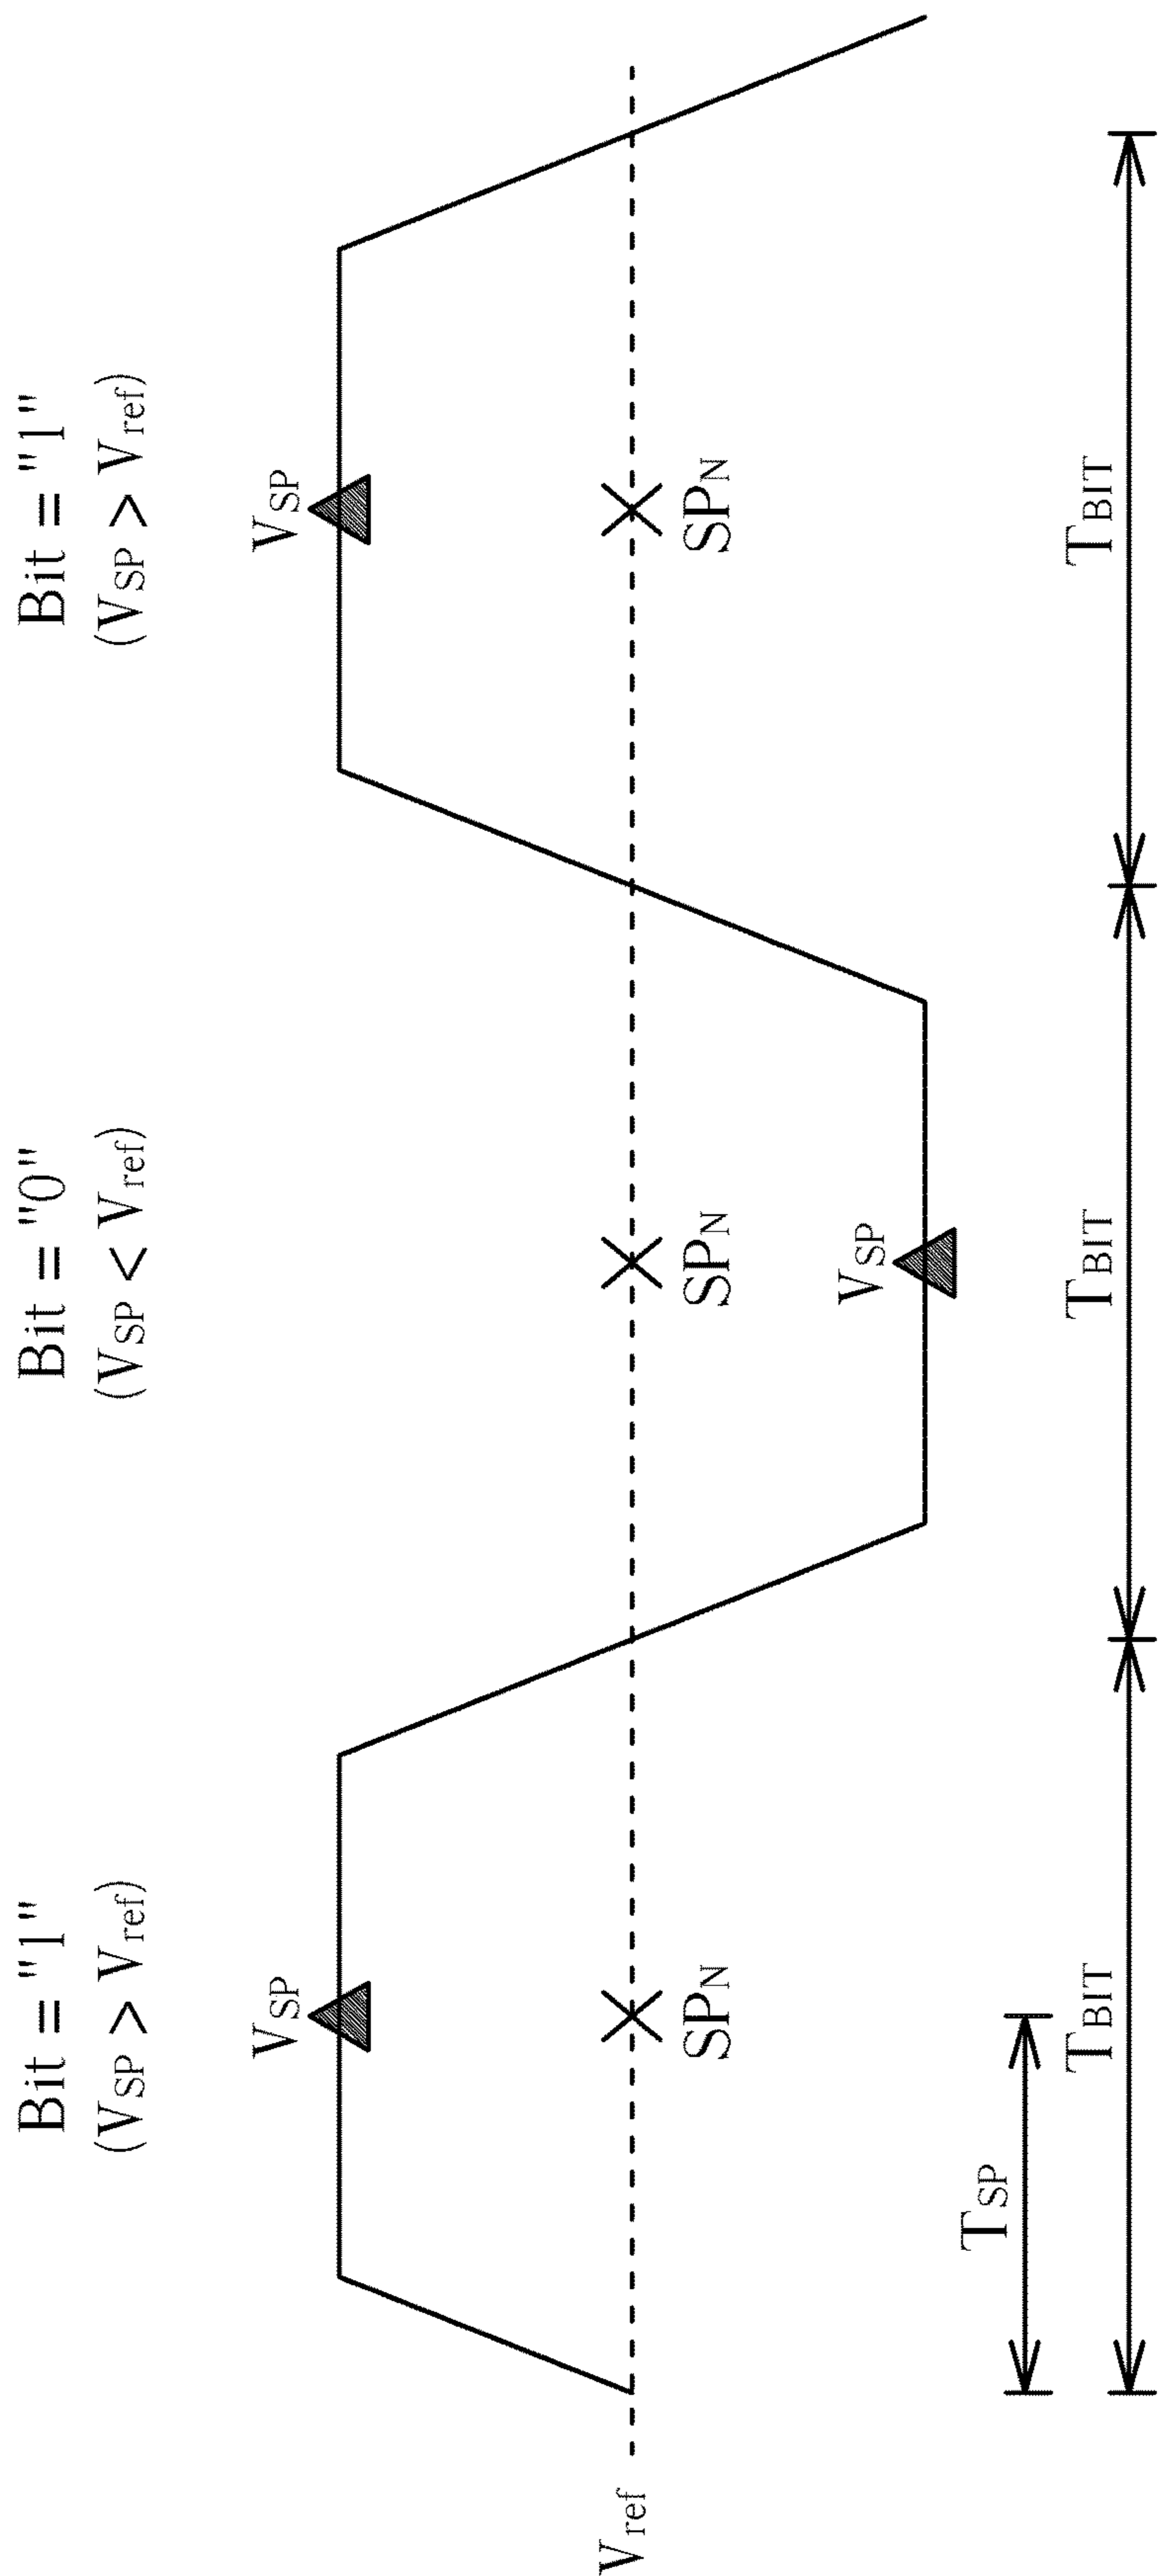 Bit = "1"
(VSP > Vref)
Bit = "0"
(VSP < Vref)
Bit = "1"
(VSP > Vref)
VSP
VSP
Vref
SPN
SPN
SPN
VSP
TSP
TBIT
TBIT
TBIT